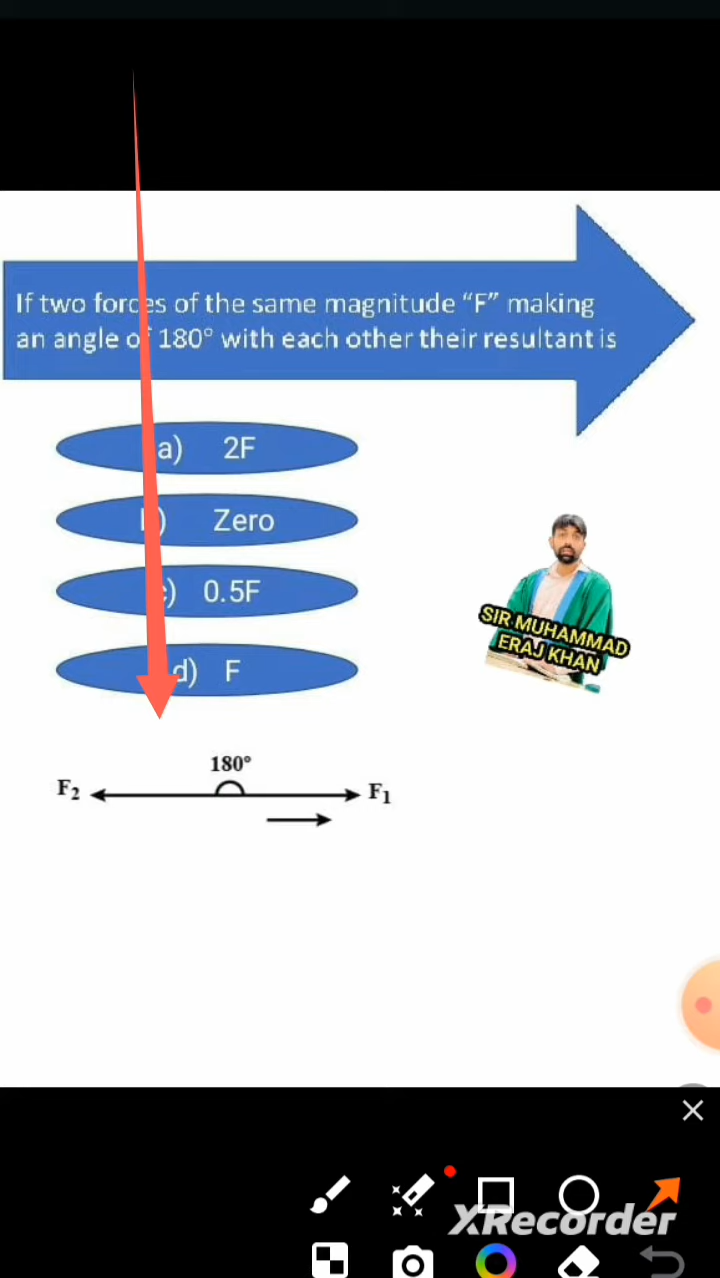 If two forces of the same magnitude “F” making
an angle of 180° with each other their resultant is
a) 2F
b) Zero
c) 0.5F
d) F
SIR MUHAMMAD
ERAJ KHAN
180°
F₂ F₁
XRecorder